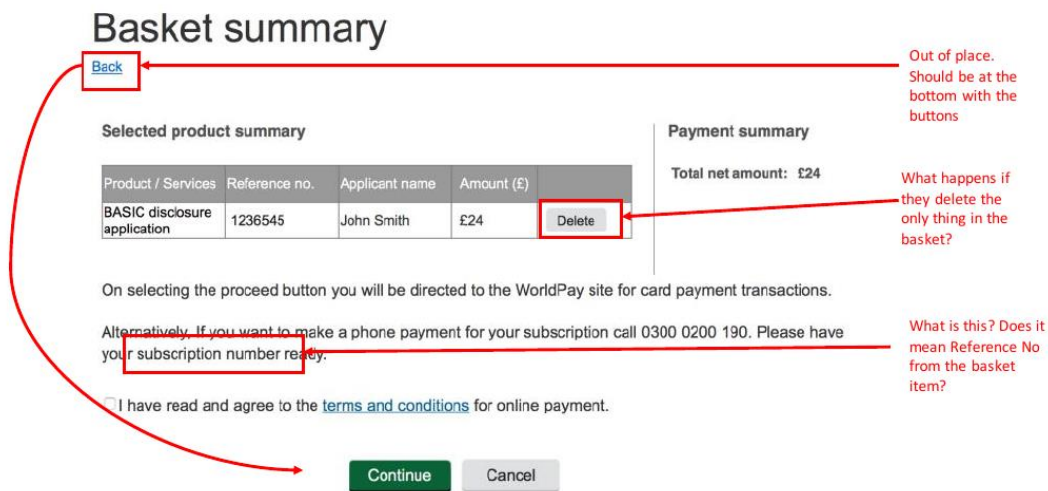 Basket summary
Back
Out of place.
Should be at the
bottom with the
buttons
Selected product summary
Payment summary
Product / Services Reference no. Applicant name Amount (£)
BASIC disclosure
application
1236545 John Smith £24 Delete
Total net amount: £24
What happens if
they delete the
only thing in the
basket?
On selecting the proceed button you will be directed to the WorldPay site for card payment transactions.
Alternatively, If you want to make a phone payment for your subscription call 0300 0200 190. Please have
your subscription number ready.
What is this? Does it
mean Reference No
from the basket
item?
I have read and agree to the terms and conditions for online payment.
Continue Cancel